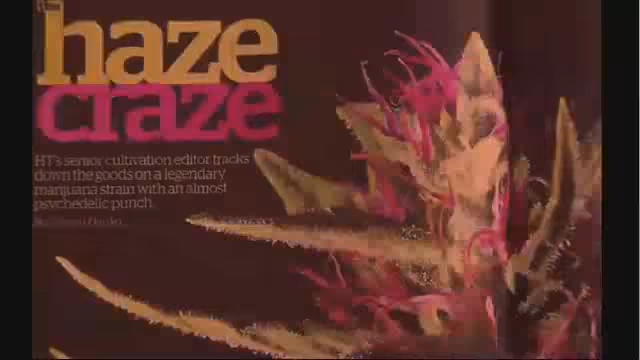 the
haze
craze
HT's senior cultivation editor tracks
down the goods on a legendary
marijuana strain with an almost
psychedelic punch.